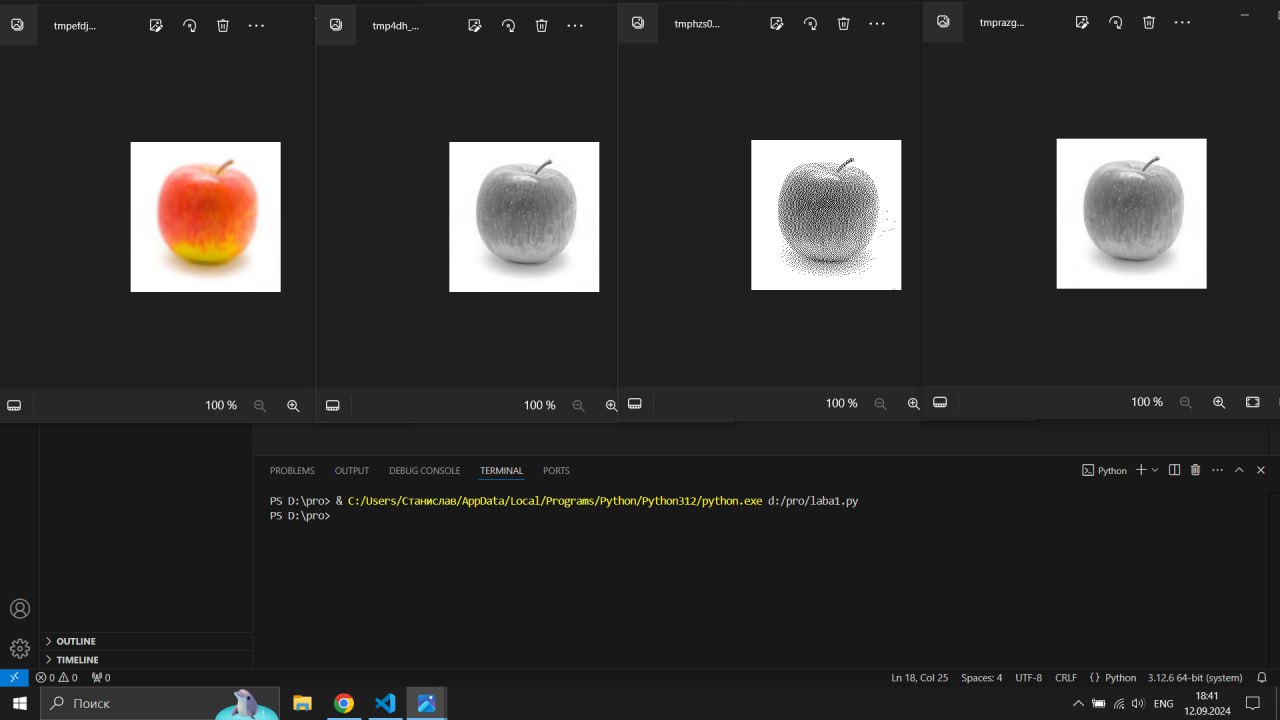 tmpefdj...
tmp4dh_...
tmphzs0...
tmprazg...
100 %
100 %
100 %
100 %
PROBLEMS OUTPUT DEBUG CONSOLE TERMINAL PORTS
Python
PS D:\pro> & C:/Users/Станислав/AppData/Local/Programs/Python/Python312/python.exe d:/pro/laba1.py
PS D:\pro>
OUTLINE
TIMELINE
0 0 0
Ln 18, Col 25 Spaces: 4 UTF-8 CRLF {} Python 3.12.6 64-bit (system)
Поиск
ENG
18:41
12.09.2024